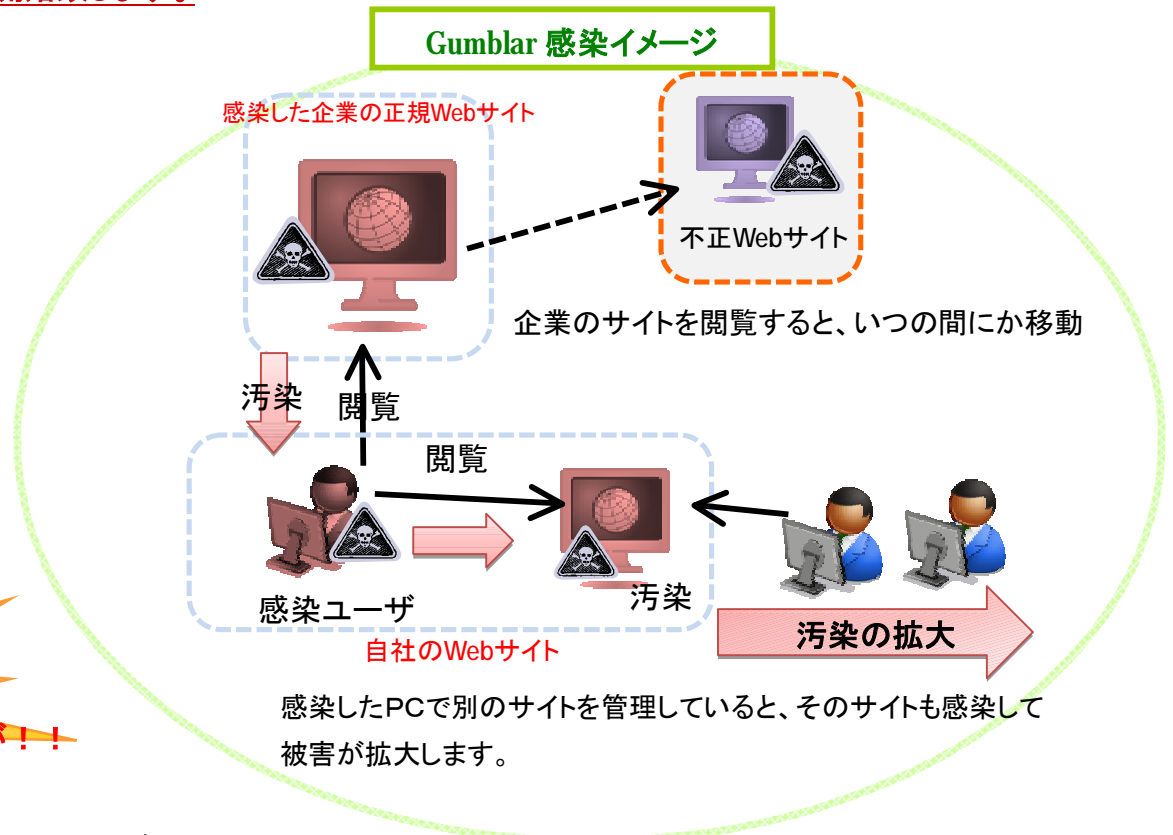 Gumblar 感染イメージ
感染した企業の正規Webサイト
不正Webサイト
企業のサイトを閲覧すると、いつの間にか移動
汚染
閲覧
閲覧
感染ユーザ
汚染
汚染の拡大
自社のWebサイト
感染したPCで別のサイトを管理していると、そのサイトも感染して
被害が拡大します。
！！